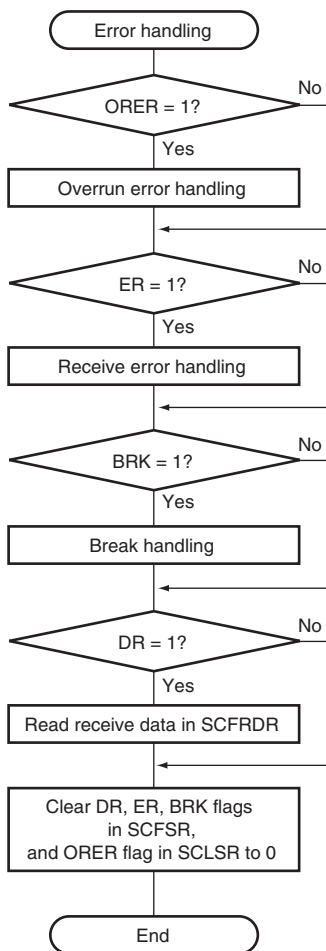 Error handling
ORER = 1?
No
Yes
Overrun error handling
ER = 1?
No
Yes
Receive error handling
BRK = 1?
No
Yes
Break handling
DR = 1?
No
Yes
Read receive data in SCFRDR
Clear DR, ER, BRK flags
in SCFSR,
and ORER flag in SCLSR to 0
End